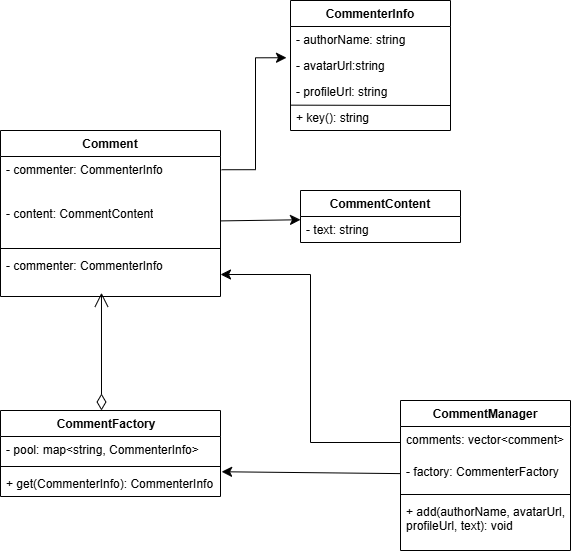 CommenterInfo
- authorName: string
- avatarUrl:string
- profileUrl: string
+ key(): string
Comment
- commenter: CommenterInfo
- content: CommentContent
- commenter: CommenterInfo
CommentContent
- text: string
CommentFactory
- pool: map<string, CommenterInfo>
+ get(CommenterInfo): CommenterInfo
CommentManager
comments: vector<comment>
- factory: CommenterFactory
+ add(authorName, avatarUrl,
profileUrl, text): void